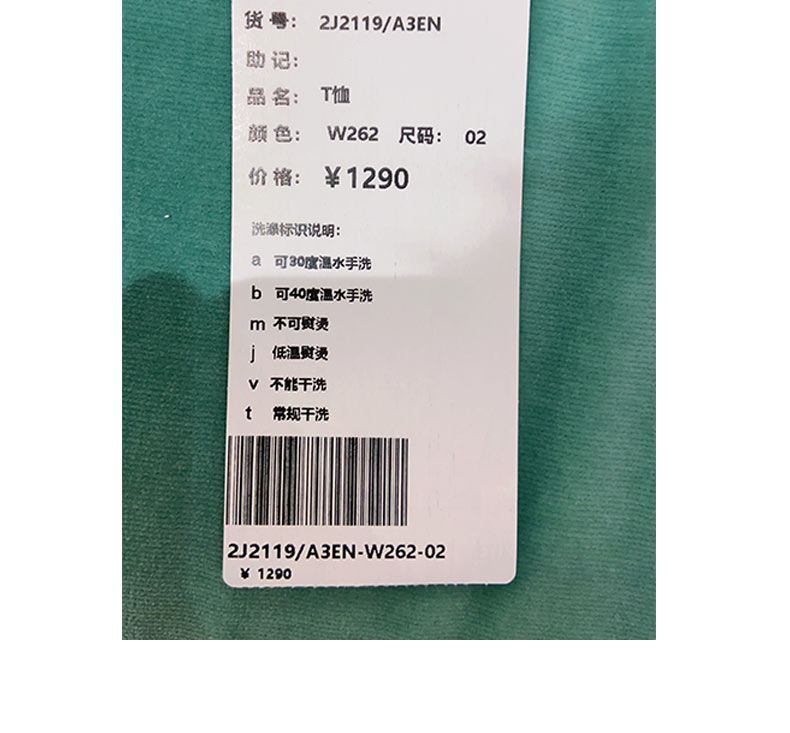 货号: 2J2119/A3EN
助记:
品名: T恤
颜色: W262 尺码: 02
价格: ￥1290
洗涤标识说明:
a 可30度温水手洗
b 可40度温水手洗
m 不可熨烫
j 低温熨烫
v 不能干洗
t 常规干洗
2J2119/A3EN-W262-02
￥ 1290